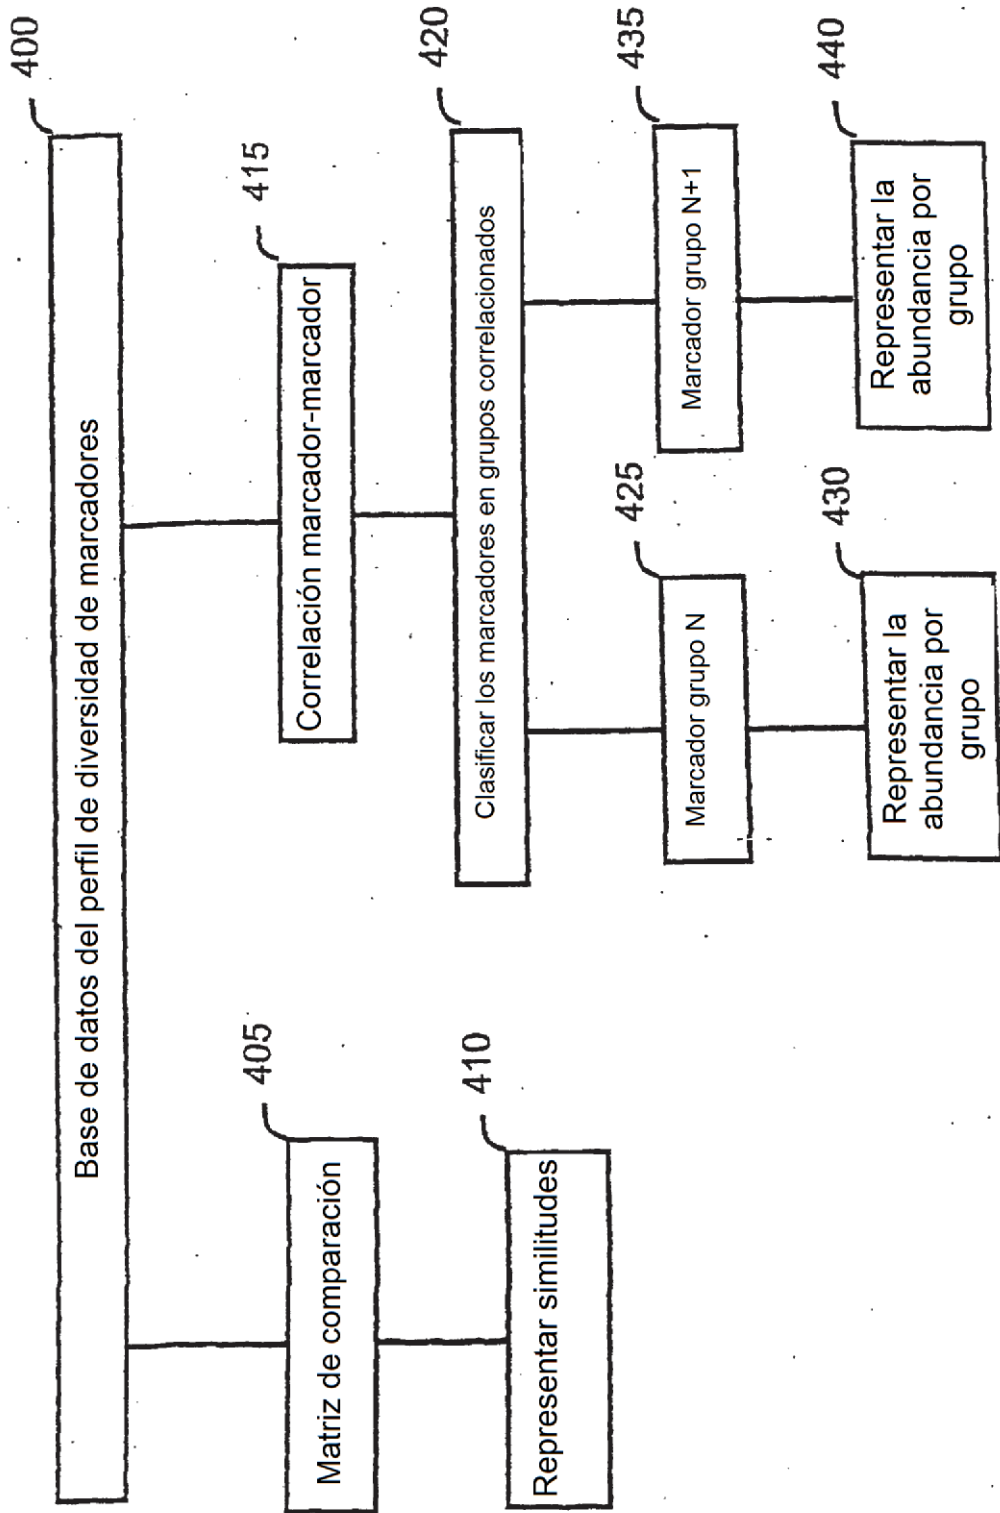 400
Base de datos del perfil de diversidad de marcadores
405
Matriz de comparación
410
Representar similitudes
415
Correlación marcador-marcador
420
Clasificar los marcadores en grupos correlacionados
425
Marcador grupo N
430
Representar la
abundancia por
grupo
435
Marcador grupo N+1
440
Representar la
abundancia por
grupo